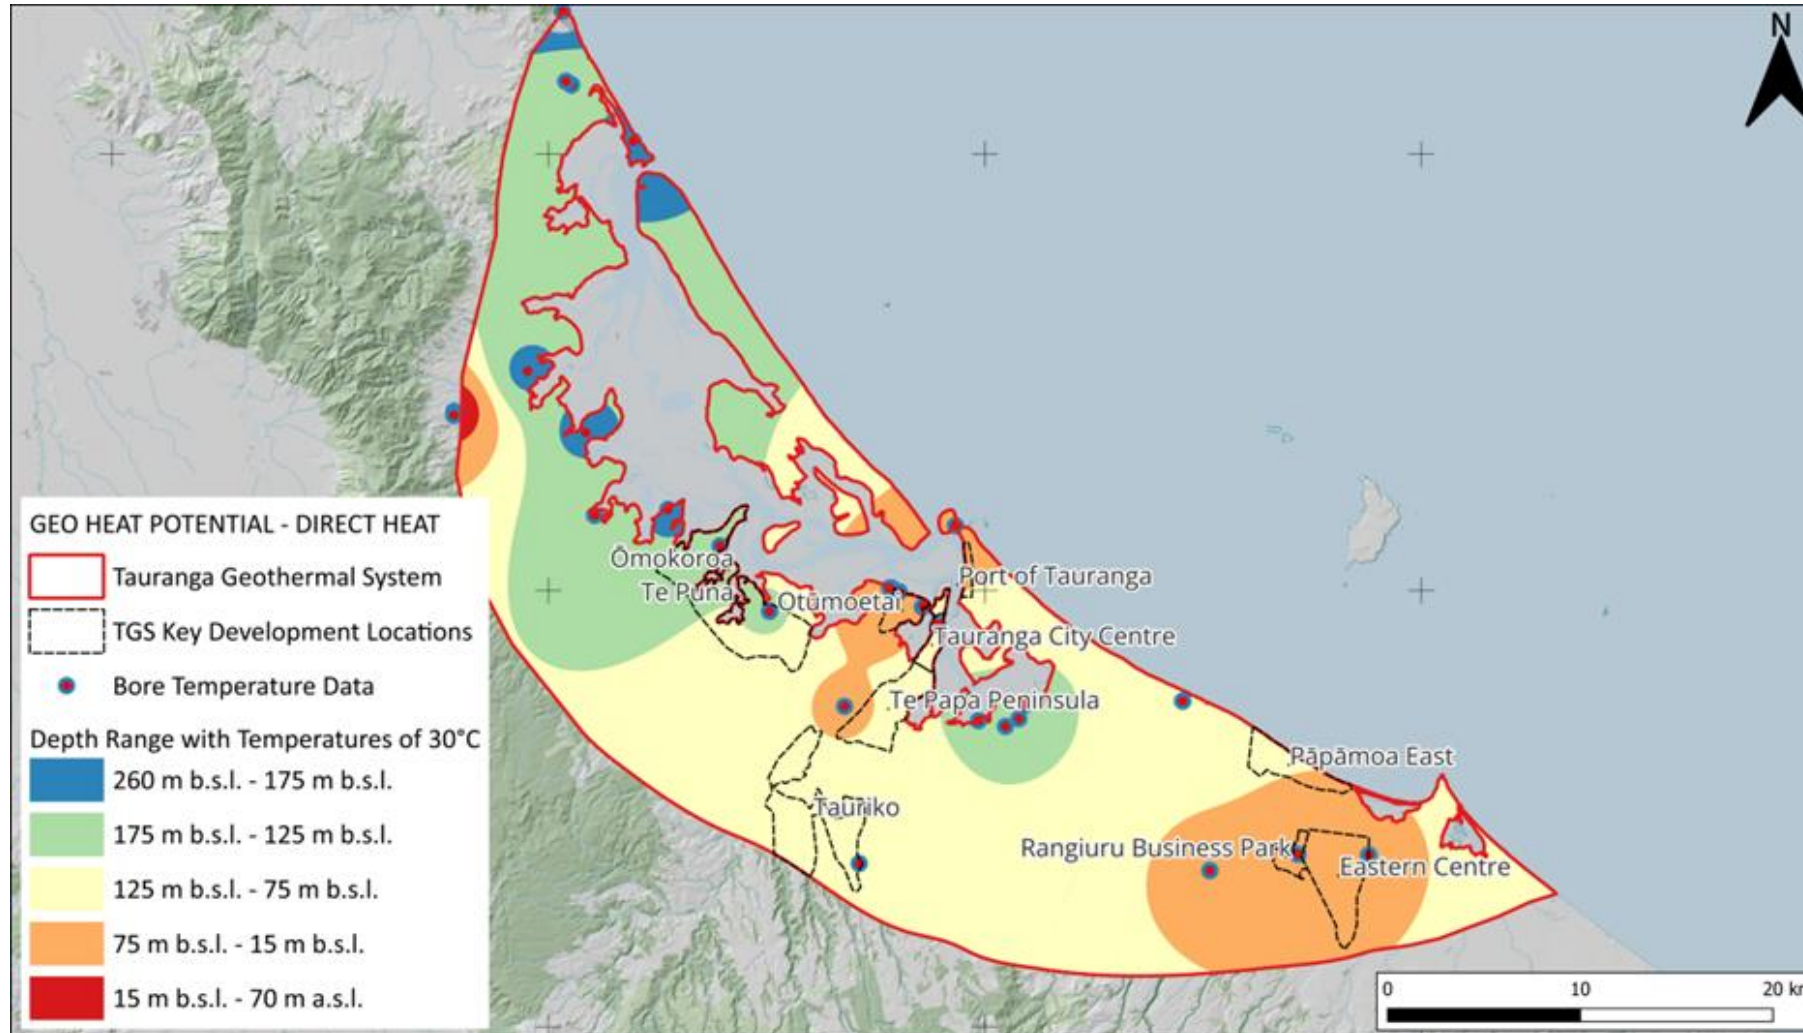 N
GEO HEAT POTENTIAL - DIRECT HEAT
Tauranga Geothermal System
TGS Key Development Locations
Bore Temperature Data
Depth Range with Temperatures of 30°C
260 m b.s.l. - 175 m b.s.l.
175 m b.s.l. - 125 m b.s.l.
125 m b.s.l. - 75 m b.s.l.
75 m b.s.l. - 15 m b.s.l.
15 m b.s.l. - 70 m a.s.l.
Ōmokoroa
Te Puna
Otūmoetai
Port of Tauranga
Tauranga City Centre
Te Papa Peninsula
Pāpāmoa East
Tauriko
Rangiuru Business Park
Eastern Centre
0 10 20 km